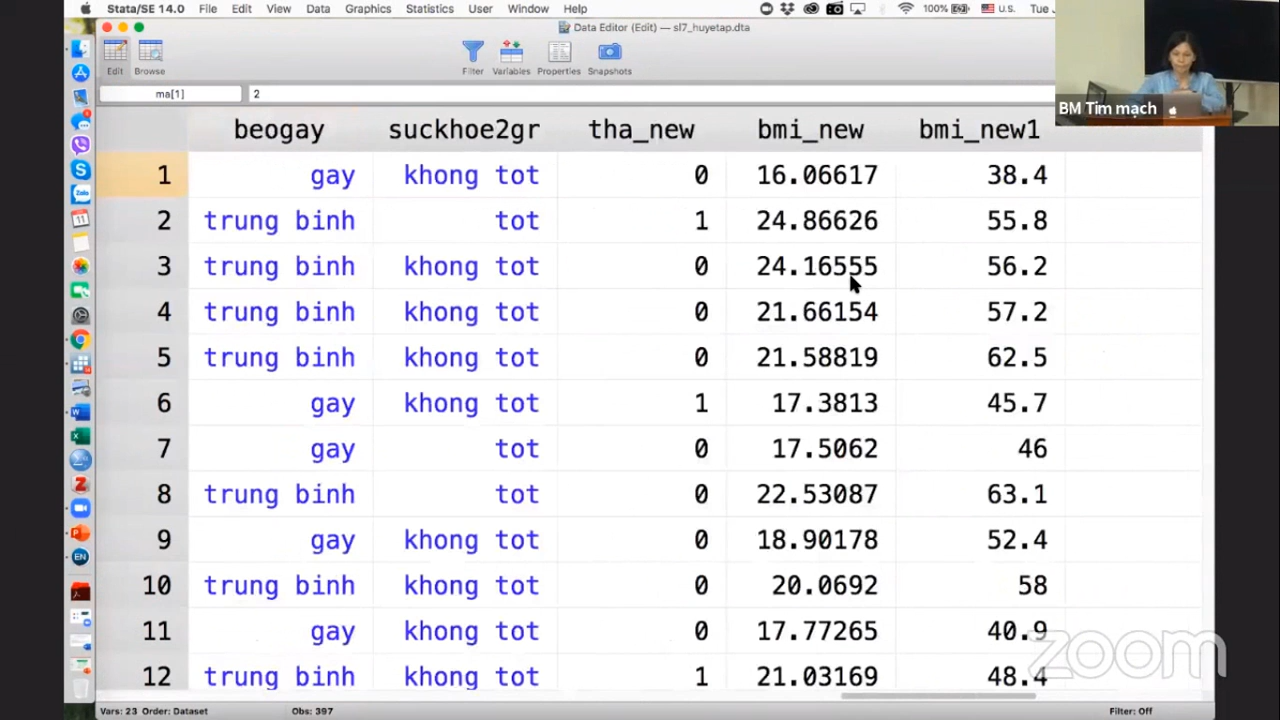 Stata/SE 14.0 File Edit View Data Graphics Statistics User Window Help 100% U.S. Tue
Data Editor (Edit) — sl7_huyetap.dta
Edit Browse Filter Variables Properties Snapshots
ma[1] 2
BM Tim mạch
beogay suckhoe2gr tha_new bmi_new bmi_new1
1 gay khong tot 0 16.06617 38.4
2 trung binh tot 1 24.86626 55.8
3 trung binh khong tot 0 24.16555 56.2
4 trung binh khong tot 0 21.66154 57.2
5 trung binh khong tot 0 21.58819 62.5
6 gay khong tot 1 17.3813 45.7
7 gay tot 0 17.5062 46
8 trung binh tot 0 22.53087 63.1
9 gay khong tot 0 18.90178 52.4
10 trung binh khong tot 0 20.0692 58
11 gay khong tot 0 17.77265 40.9
12 trung binh khong tot 1 21.03169 48.4
zoom
Vars: 23 Order: Dataset Obs: 397 Filter: Off